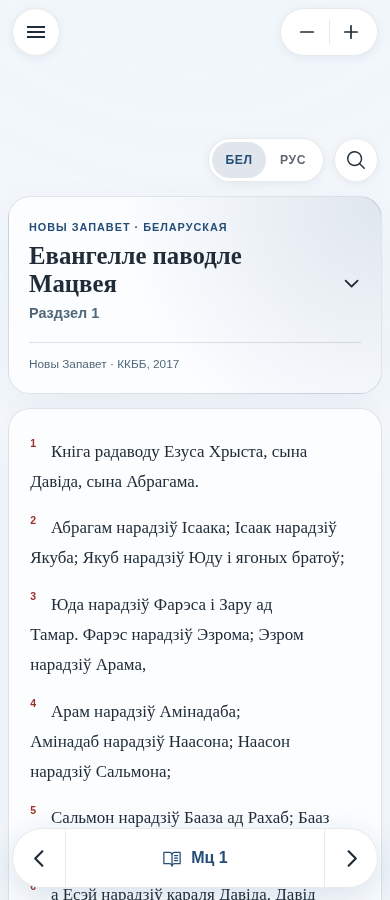 БЕЛ РУС
НОВЫ ЗАПАВЕТ · БЕЛАРУСКАЯ
Евангелле паводле
Мацвея
Раздзел 1
Новы Запавет · ККББ, 2017
1 Кніга радаводу Езуса Хрыста, сына
Давіда, сына Абрагама.
2 Абрагам нарадзіў Ісаака; Ісаак нарадзіў
Якуба; Якуб нарадзіў Юду і ягоных братоў;
3 Юда нарадзіў Фарэса і Зару ад
Тамар. Фарэс нарадзіў Эзрома; Эзром
нарадзіў Арама,
4 Арам нарадзіў Амінадаба;
Амінадаб нарадзіў Наасона; Наасон
нарадзіў Сальмона;
5 Сальмон нарадзіў Бааза ад Рахаб; Бааз
Мц 1
6 а Есэй нарадзіў караля Давіда. Давід